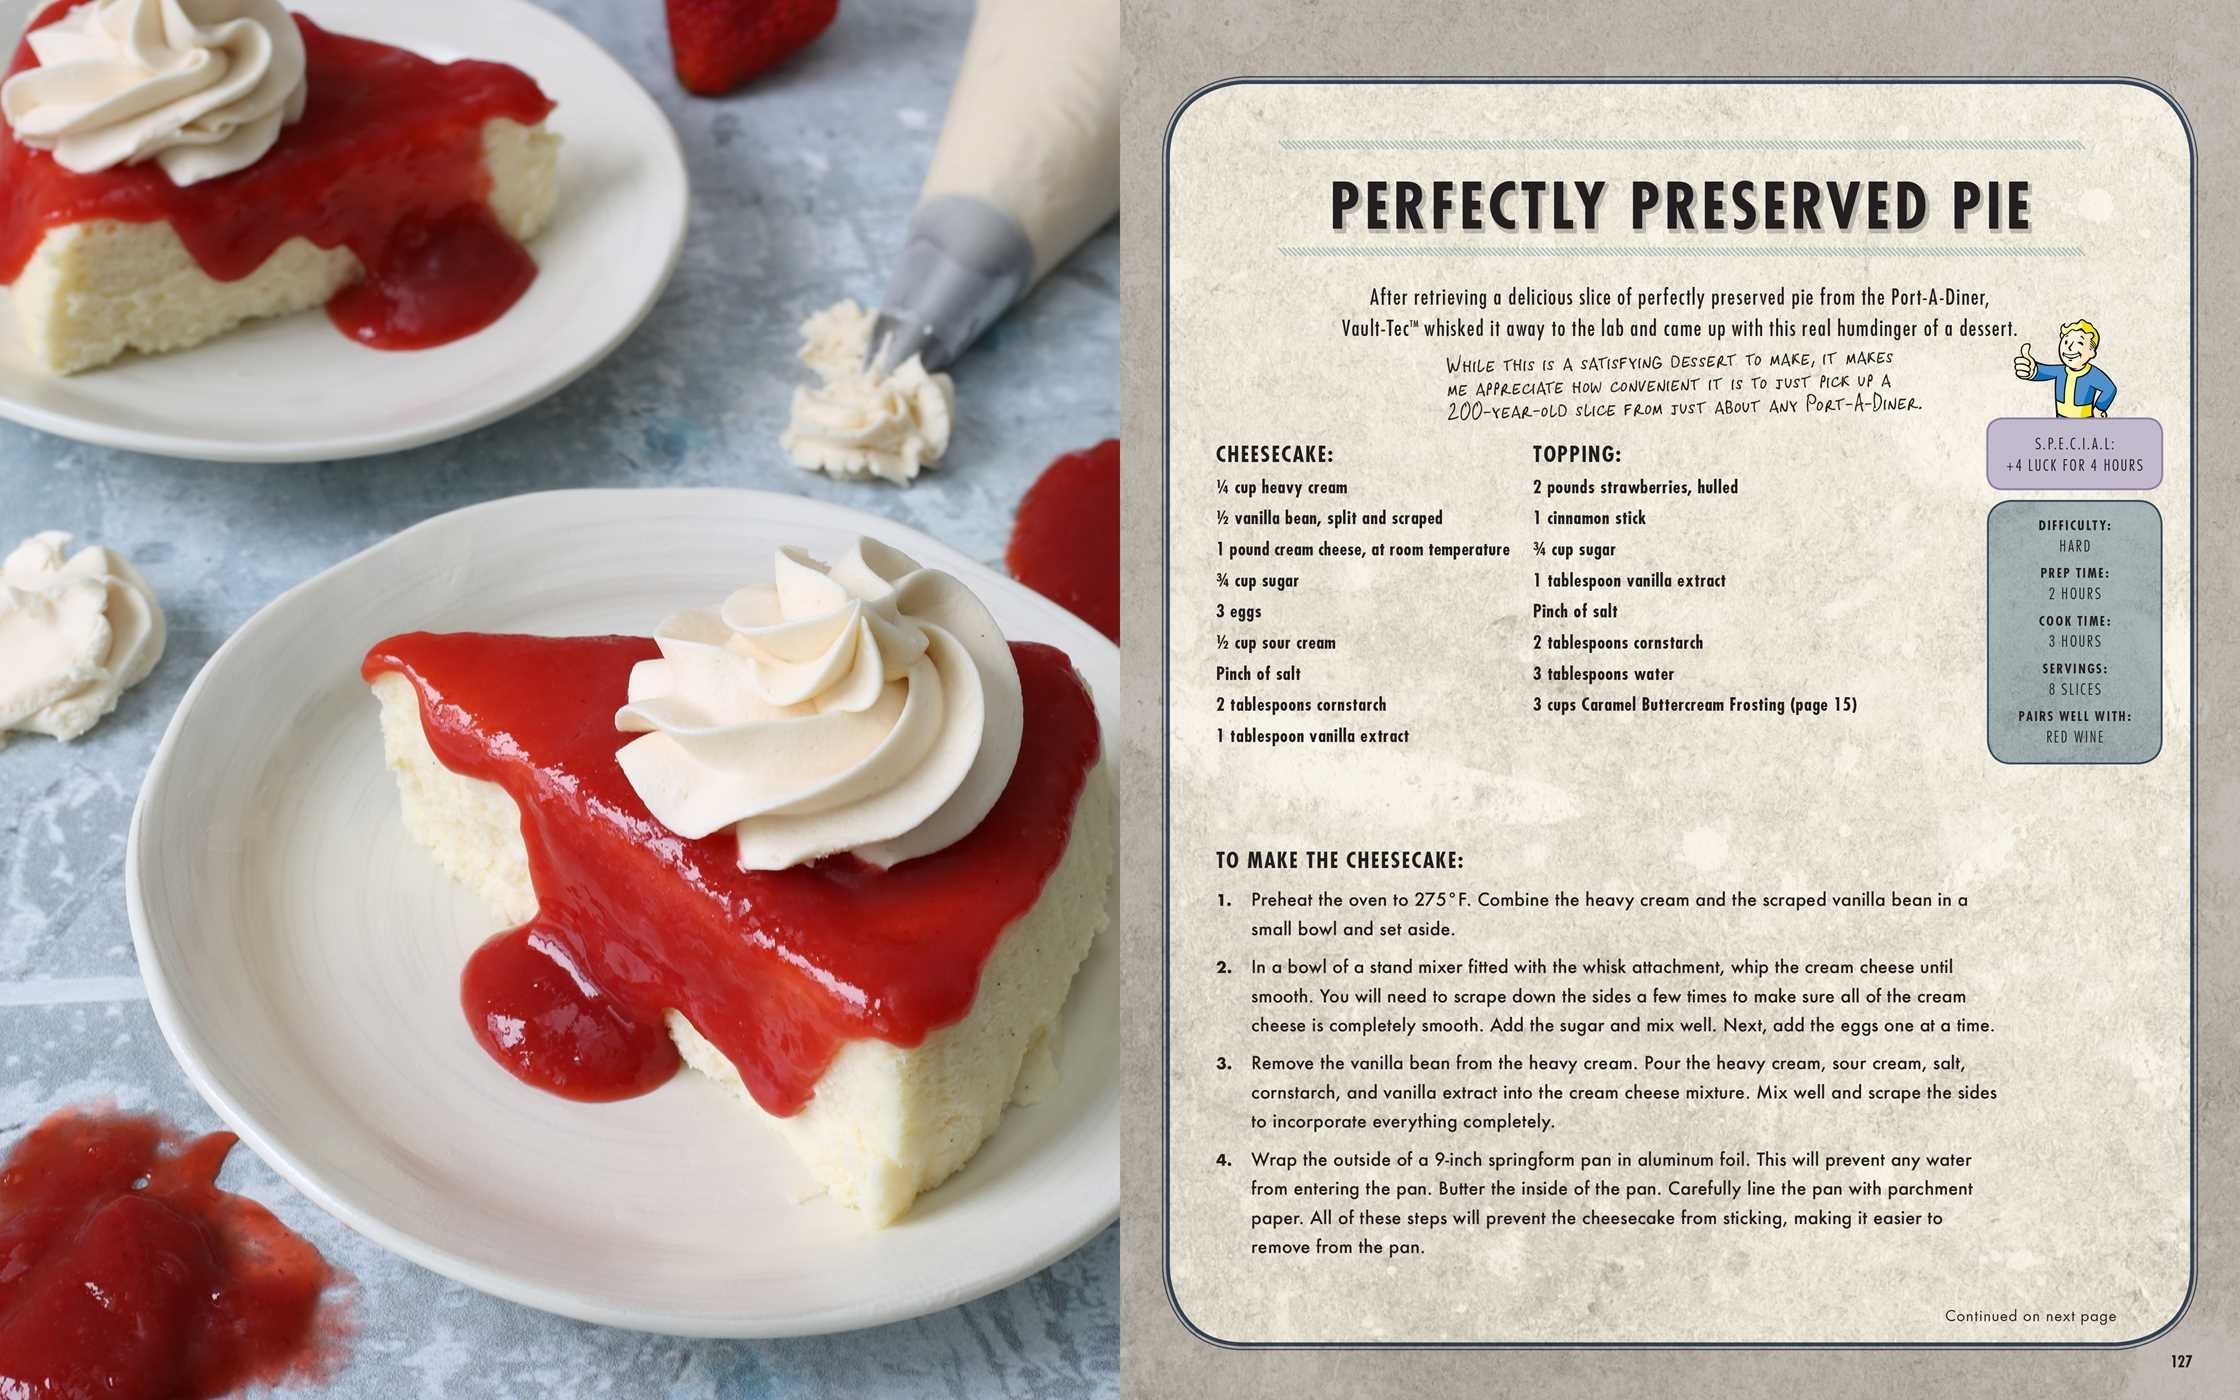 PERFECTLY PRESERVED PIE
After retrieving a delicious slice of perfectly preserved pie from the Port-A-Diner,
Vault-Tec™ whisked it away to the lab and came up with this real humdinger of a dessert.
WHILE THIS IS A SATISFYING DESSERT TO MAKE, IT MAKES
ME APPRECIATE HOW CONVENIENT IT IS TO JUST PICK UP A
200-YEAR-OLD SLICE FROM JUST ABOUT ANY PORT-A-DINER.
S.P.E.C.I.A.L:
+4 LUCK FOR 4 HOURS
DIFFICULTY:
HARD
PREP TIME:
2 HOURS
COOK TIME:
3 HOURS
SERVINGS:
8 SLICES
PAIRS WELL WITH:
RED WINE
CHEESECAKE:
¼ cup heavy cream
½ vanilla bean, split and scraped
1 pound cream cheese, at room temperature
¾ cup sugar
3 eggs
½ cup sour cream
Pinch of salt
2 tablespoons cornstarch
1 tablespoon vanilla extract
TOPPING:
2 pounds strawberries, hulled
1 cinnamon stick
¾ cup sugar
1 tablespoon vanilla extract
Pinch of salt
2 tablespoons cornstarch
3 tablespoons water
3 cups Caramel Buttercream Frosting (page 15)
TO MAKE THE CHEESECAKE:
1. Preheat the oven to 275°F. Combine the heavy cream and the scraped vanilla bean in a
small bowl and set aside.
2. In a bowl of a stand mixer fitted with the whisk attachment, whip the cream cheese until
smooth. You will need to scrape down the sides a few times to make sure all of the cream
cheese is completely smooth. Add the sugar and mix well. Next, add the eggs one at a time.
3. Remove the vanilla bean from the heavy cream. Pour the heavy cream, sour cream, salt,
cornstarch, and vanilla extract into the cream cheese mixture. Mix well and scrape the sides
to incorporate everything completely.
4. Wrap the outside of a 9-inch springform pan in aluminum foil. This will prevent any water
from entering the pan. Butter the inside of the pan. Carefully line the pan with parchment
paper. All of these steps will prevent the cheesecake from sticking, making it easier to
remove from the pan.
Continued on next page
127